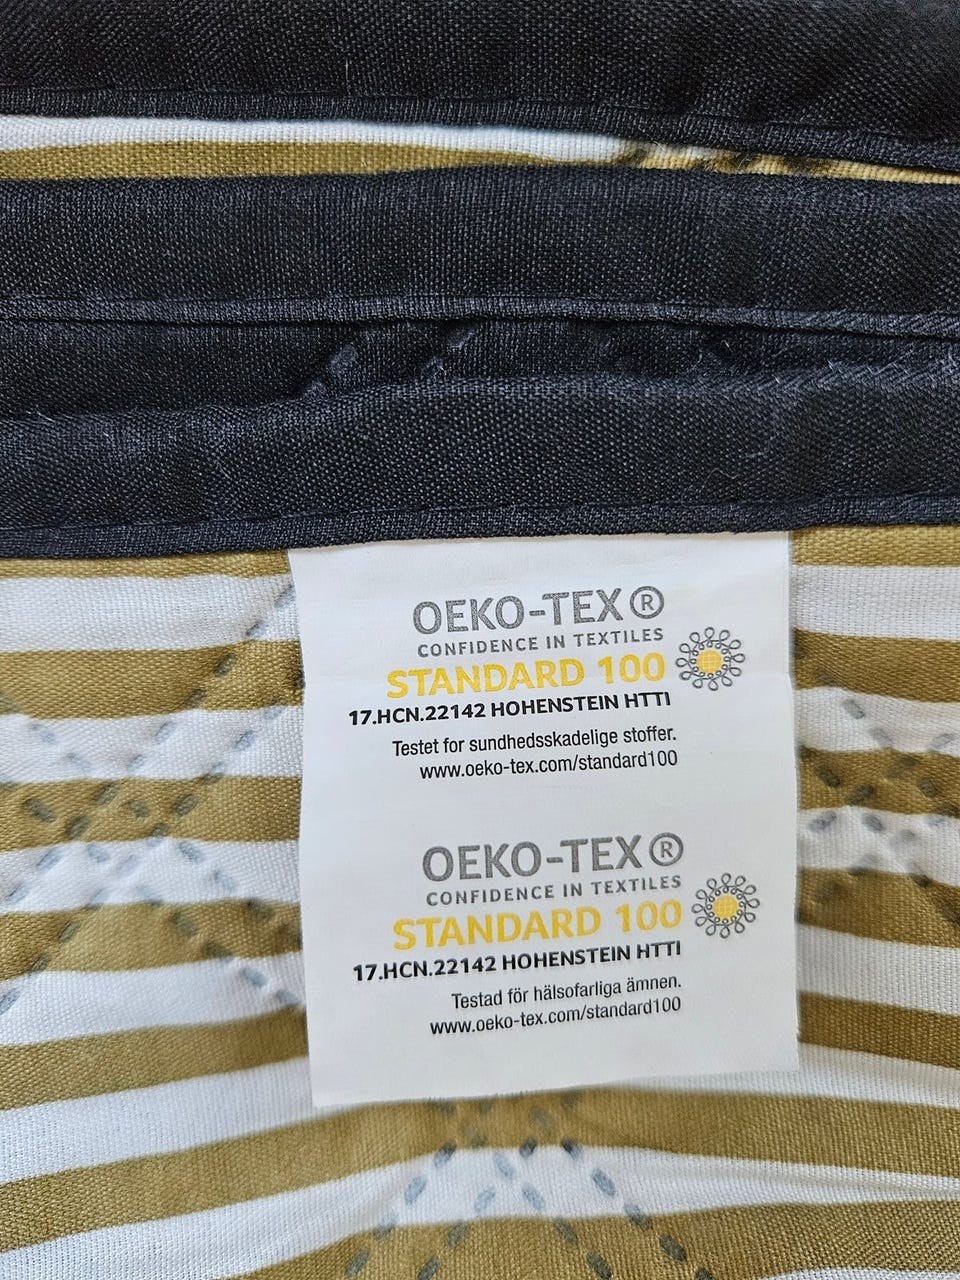 OEKO-TEX®
CONFIDENCE IN TEXTILES
STANDARD 100
17.HCN.22142 HOHENSTEIN HTTI
Testet for sundhedsskadelige stoffer.
www.oeko-tex.com/standard100
OEKO-TEX®
CONFIDENCE IN TEXTILES
STANDARD 100
17.HCN.22142 HOHENSTEIN HTTI
Testad för hälsofarliga ämnen.
www.oeko-tex.com/standard100